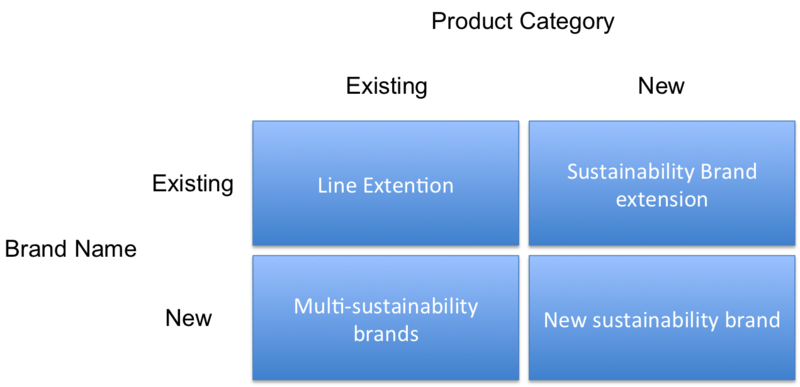 Product Category
Existing
New
Existing
Line Extention
Sustainability Brand
extension
Brand Name
New
Multi-sustainability
brands
New sustainability brand